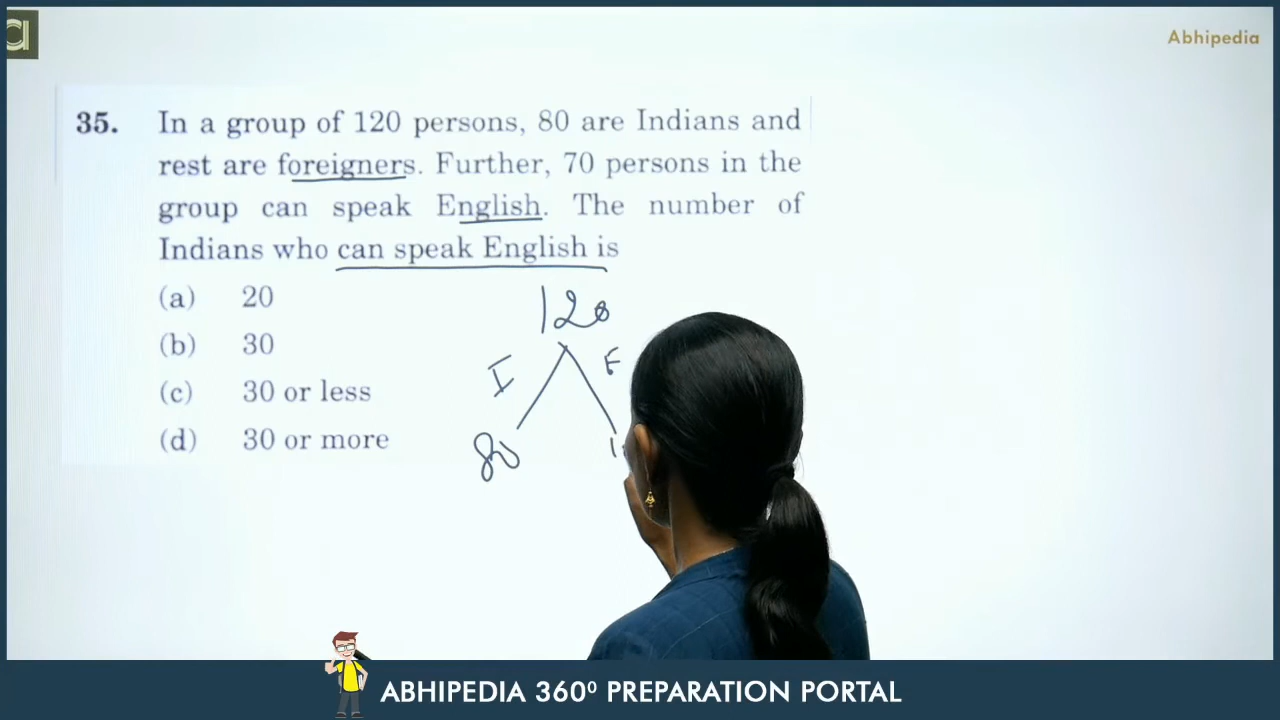 Abhipedia
35. In a group of 120 persons, 80 are Indians and
rest are foreigners. Further, 70 persons in the
group can speak English. The number of
Indians who can speak English is
(a) 20
(b) 30
(c) 30 or less
(d) 30 or more
120
I F
80
ABHIPEDIA 360⁰ PREPARATION PORTAL